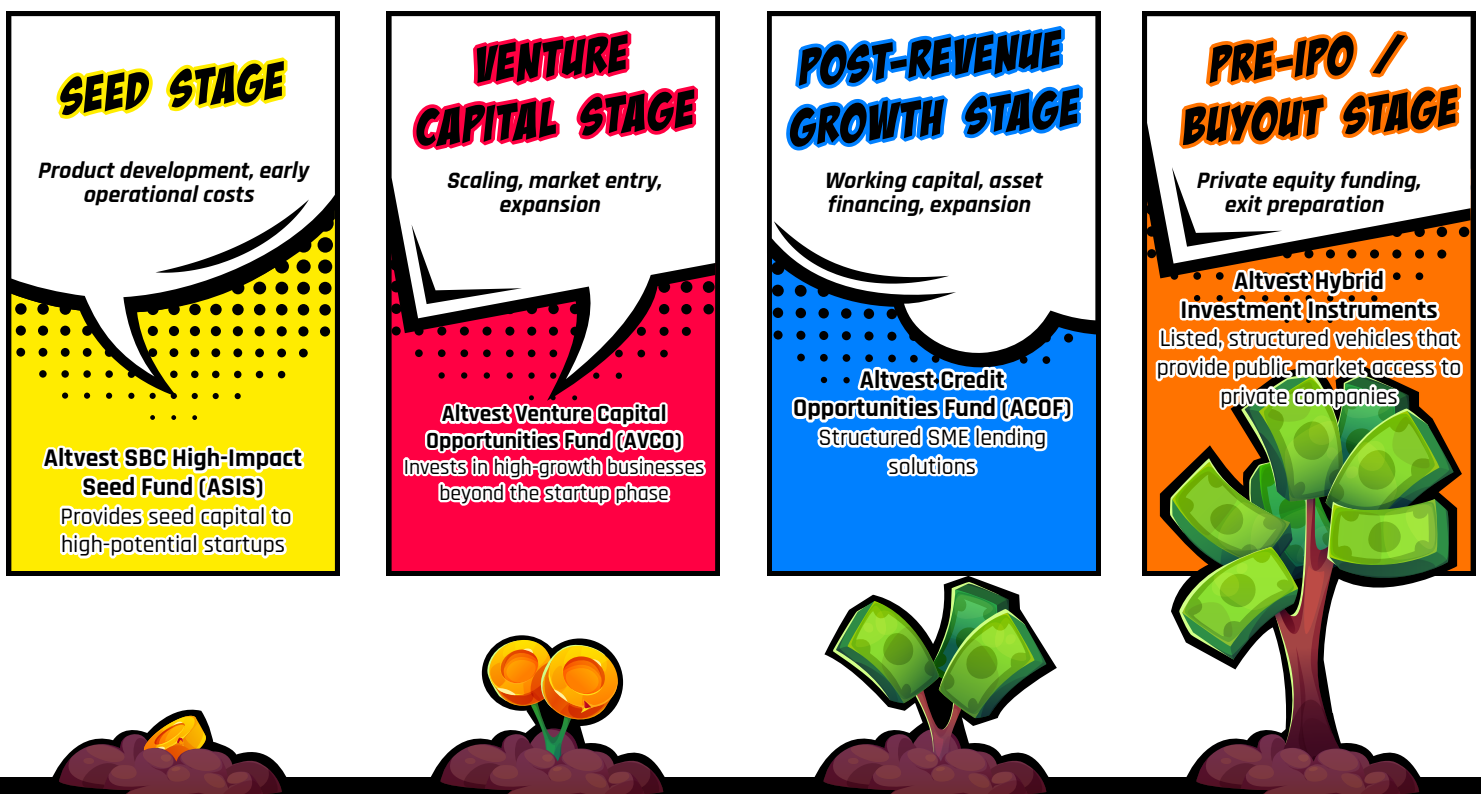 SEED STAGE
Product development, early
operational costs
Altvest SBC High-Impact
Seed Fund (ASIS)
Provides seed capital to
high-potential startups
VENTURE
CAPITAL STAGE
Scaling, market entry,
expansion
Altvest Venture Capital
Opportunities Fund (AVCO)
Invests in high-growth businesses
beyond the startup phase
POST-REVENUE
GROWTH STAGE
Working capital, asset
financing, expansion
Altvest Credit
Opportunities Fund (ACOF)
Structured SME lending
solutions
PRE-IPO /
BUYOUT STAGE
Private equity funding,
exit preparation
Altvest Hybrid
Investment Instruments
Listed, structured vehicles that
provide public market access to
private companies